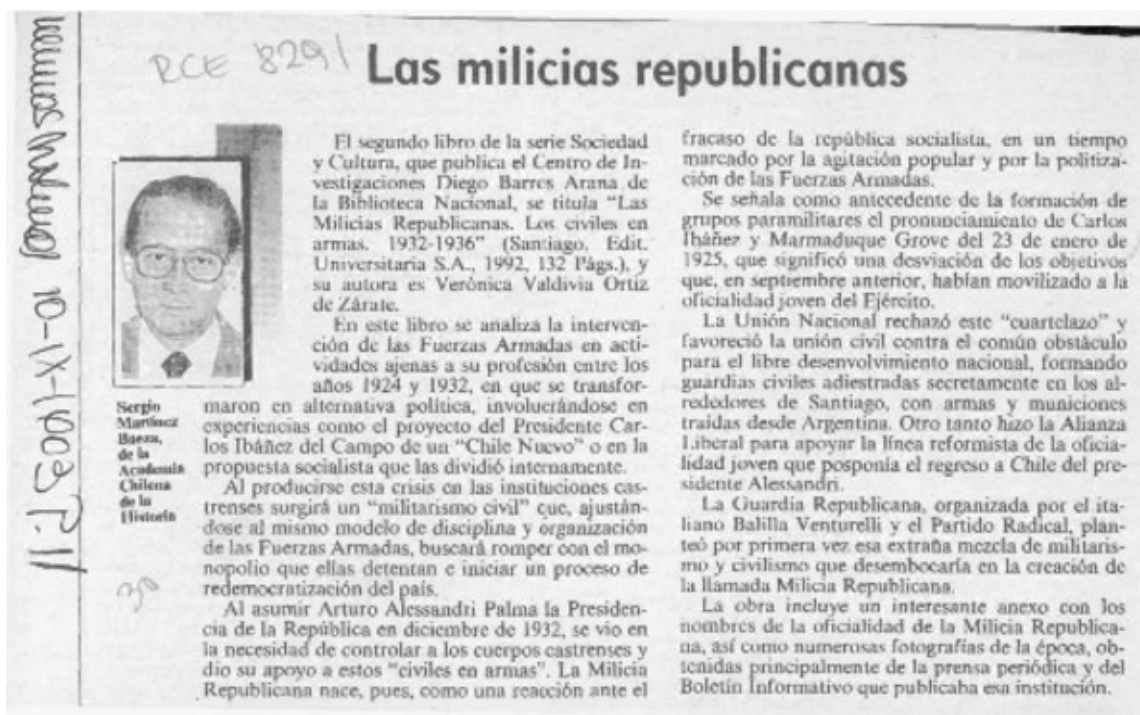 RCE 8291
Las milicias republicanas
El segundo libro de la serie Sociedad
y Cultura, que publica el Centro de In-
vestigaciones Diego Barros Arana de
la Biblioteca Nacional, se titula “Las
Milicias Republicanas. Los civiles en
armas. 1932-1936” (Santiago. Edit.
Universitaria S.A., 1992, 132 Págs.), y
su autora es Verónica Valdivia Ortiz
de Zárate.
En este libro se analiza la interven-
ción de las Fuerzas Armadas en acti-
vidades ajenas a su profesión entre los
años 1924 y 1932, en que se transfor-
maron en alternativa política, involucrándose en
experiencias como el proyecto del Presidente Car-
los Ibáñez del Campo de un “Chile Nuevo” o en la
propuesta socialista que las dividió internamente.
Al producirse esta crisis en las instituciones cas-
trenses surgirá un “militarismo civil” que, ajustán-
dose al mismo modelo de disciplina y organización
de las Fuerzas Armadas, buscará romper con el mo-
nopolio que ellas detentan e iniciar un proceso de
redemocratización del país.
Al asumir Arturo Alessandri Palma la Presiden-
cia de la República en diciembre de 1932, se vio en
la necesidad de controlar a los cuerpos castrenses y
dio su apoyo a estos “civiles en armas”. La Milicia
Republicana nace, pues, como una reacción ante el
Sergio
Martínez
Baeza,
de la
Academia
Chilena
de la
Historia
fracaso de la república socialista, en un tiempo
marcado por la agitación popular y por la politiza-
ción de las Fuerzas Armadas.
Se señala como antecedente de la formación de
grupos paramilitares el pronunciamiento de Carlos
Ibáñez y Marmaduque Grove del 23 de enero de
1925, que significó una desviación de los objetivos
que, en septiembre anterior, habían movilizado a la
oficialidad joven del Ejército.
La Unión Nacional rechazó este “cuartelazo” y
favoreció la unión civil contra el común obstáculo
para el libre desenvolvimiento nacional, formando
guardias civiles adiestradas secretamente en los al-
rededores de Santiago, con armas y municiones
traídas desde Argentina. Otro tanto hizo la Alianza
Liberal para apoyar la línea reformista de la oficia-
lidad joven que posponía el regreso a Chile del pre-
sidente Alessandri.
La Guardia Republicana, organizada por el ita-
liano Balilla Venturelli y el Partido Radical, plan-
teó por primera vez esa extraña mezcla de militaris-
mo y civilismo que desembocaría en la creación de
la llamada Milicia Republicana.
La obra incluye un interesante anexo con los
nombres de la oficialidad de la Milicia Republica-
na, así como numerosas fotografías de la época, ob-
tenidas principalmente de la prensa periódica y del
Boletín Informativo que publicaba esa institución.